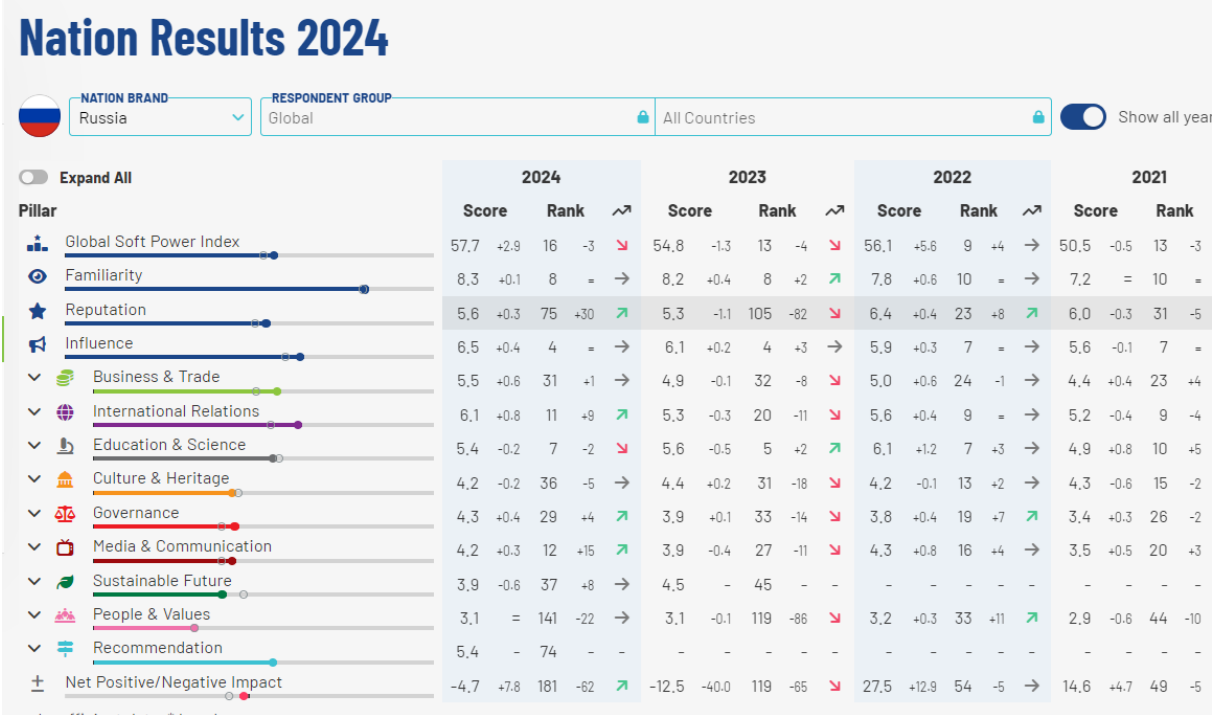 Nation Results 2024
NATION BRAND RESPONDENT GROUP
Russia Global All Countries Show all year
Expand All 2024 2023 2022 2021
Pillar Score Rank Score Rank Score Rank Score Rank
Global Soft Power Index 57.7 +2.9 16 -3 54.8 -1.3 13 -4 56.1 +5.6 9 +4 50.5 -0.5 13 -3
Familiarity 8.3 +0.1 8 = 8.2 +0.4 8 +2 7.8 +0.6 10 = 7.2 = 10 =
Reputation 5.6 +0.3 75 +30 5.3 -1.1 105 -82 6.4 +0.4 23 +8 6.0 -0.3 31 -5
Influence 6.5 +0.4 4 = 6.1 +0.2 4 +3 5.9 +0.3 7 = 5.6 -0.1 7 =
Business & Trade 5.5 +0.6 31 +1 4.9 -0.1 32 -8 5.0 +0.6 24 -1 4.4 +0.4 23 +4
International Relations 6.1 +0.8 11 +9 5.3 -0.3 20 -11 5.6 +0.4 9 = 5.2 -0.4 9 -4
Education & Science 5.4 -0.2 7 -2 5.6 -0.5 5 +2 6.1 +1.2 7 +3 4.9 +0.8 10 +5
Culture & Heritage 4.2 -0.2 36 -5 4.4 +0.2 31 -18 4.2 -0.1 13 +2 4.3 -0.6 15 -2
Governance 4.3 +0.4 29 +4 3.9 +0.1 33 -14 3.8 +0.4 19 +7 3.4 +0.3 26 -2
Media & Communication 4.2 +0.3 12 +15 3.9 -0.4 27 -11 4.3 +0.8 16 +4 3.5 +0.5 20 +3
Sustainable Future 3.9 -0.6 37 +8 4.5 - 45 - - - - - - - - - - -
People & Values 3.1 = 141 -22 3.1 -0.1 119 -86 3.2 +0.3 33 +11 2.9 -0.6 44 -10
Recommendation 5.4 - 74 - - - - - - - - - - - - - - - -
Net Positive/Negative Impact -4.7 +7.8 181 -62 -12.5 -40.0 119 -65 27.5 +12.9 54 -5 14.6 +4.7 49 -5